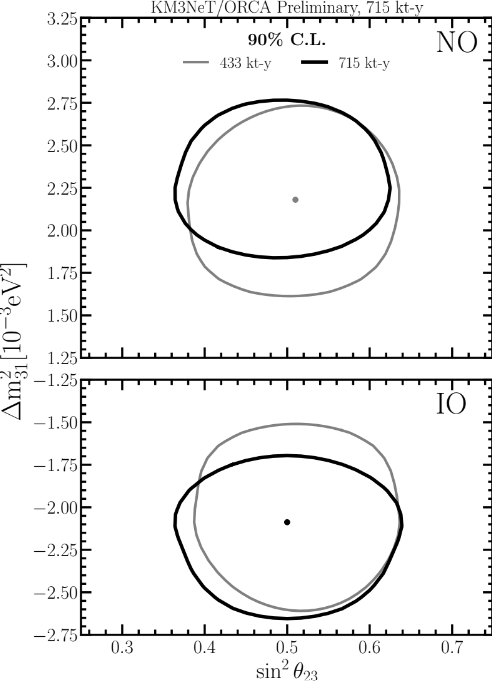 KM3NeT/ORCA Preliminary, 715 kt-y
90% C.L.
433 kt-y 715 kt-y
NO
3.25
3.00
2.75
2.50
2.25
2.00
1.75
1.50
1.25
Δm²₃₁[10⁻³eV²]
IO
−1.25
−1.50
−1.75
−2.00
−2.25
−2.50
−2.75
0.3 0.4 0.5 0.6 0.7
sin² θ₂₃